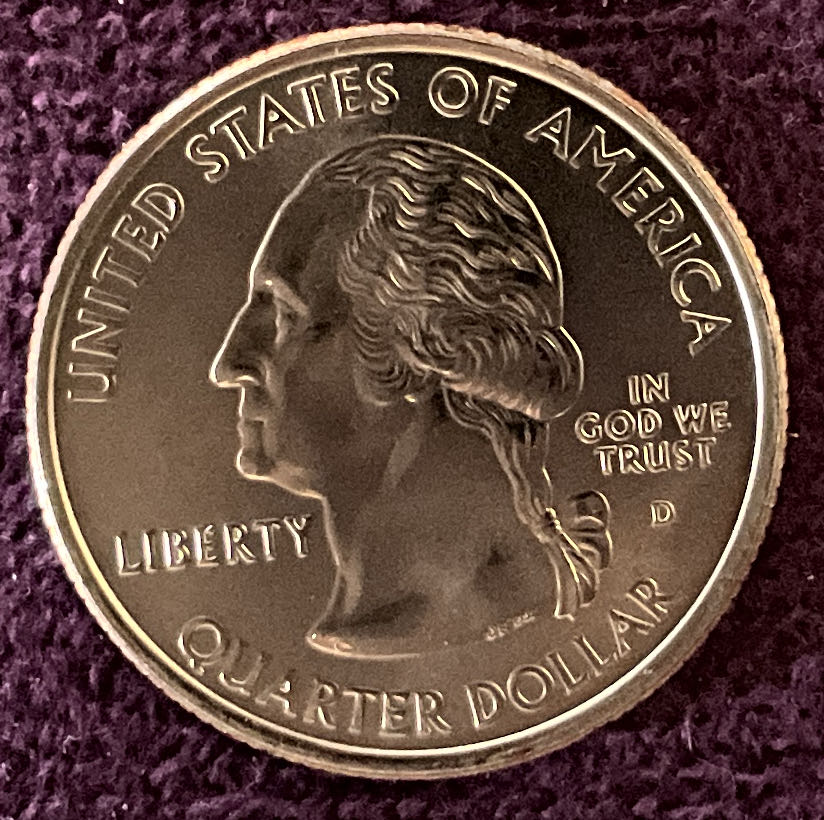 UNITED STATES OF AMERICA
IN
GOD WE
TRUST
D
LIBERTY
QUARTER DOLLAR